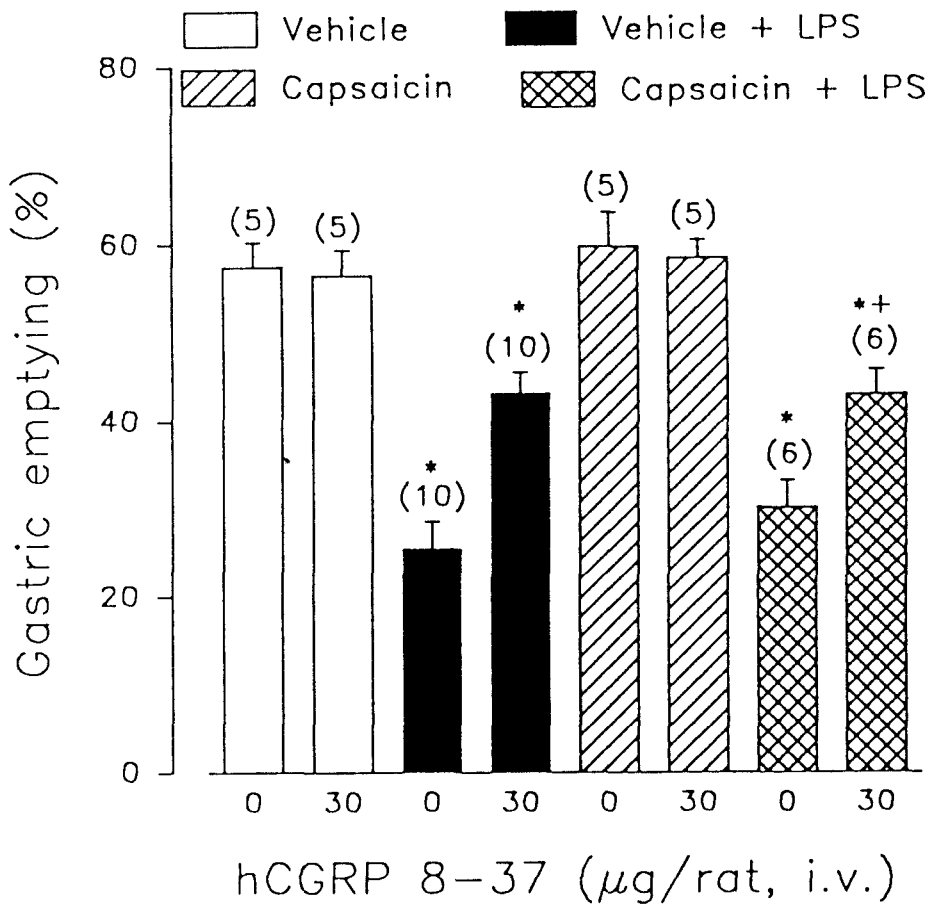 Vehicle
Vehicle + LPS
Capsaicin
Capsaicin + LPS
Gastric emptying (%)
80
60
40
20
0
(5)
(5)
*
(10)
*
(10)
(5)
(5)
*
(6)
*+
(6)
0 30 0 30 0 30 0 30
hCGRP 8-37 (μg/rat, i.v.)